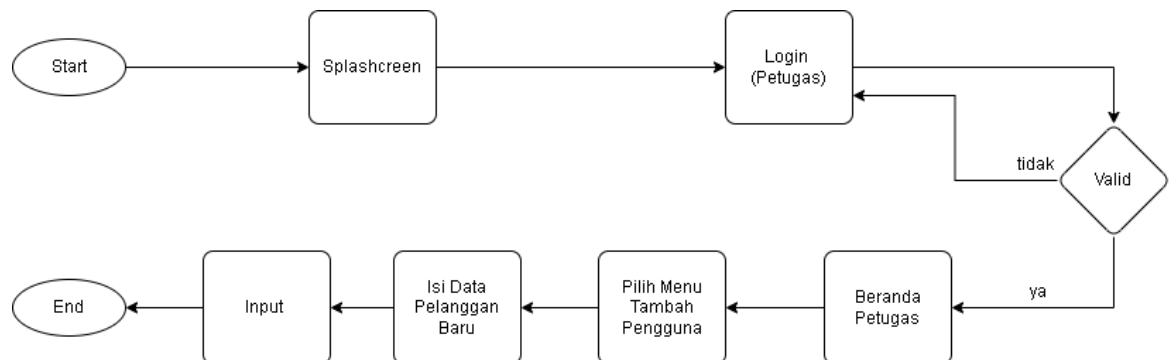 Start
Splashcreen
Login
(Petugas)
tidak
Valid
ya
Beranda
Petugas
Pilih Menu
Tambah
Pengguna
Isi Data
Pelanggan
Baru
Input
End